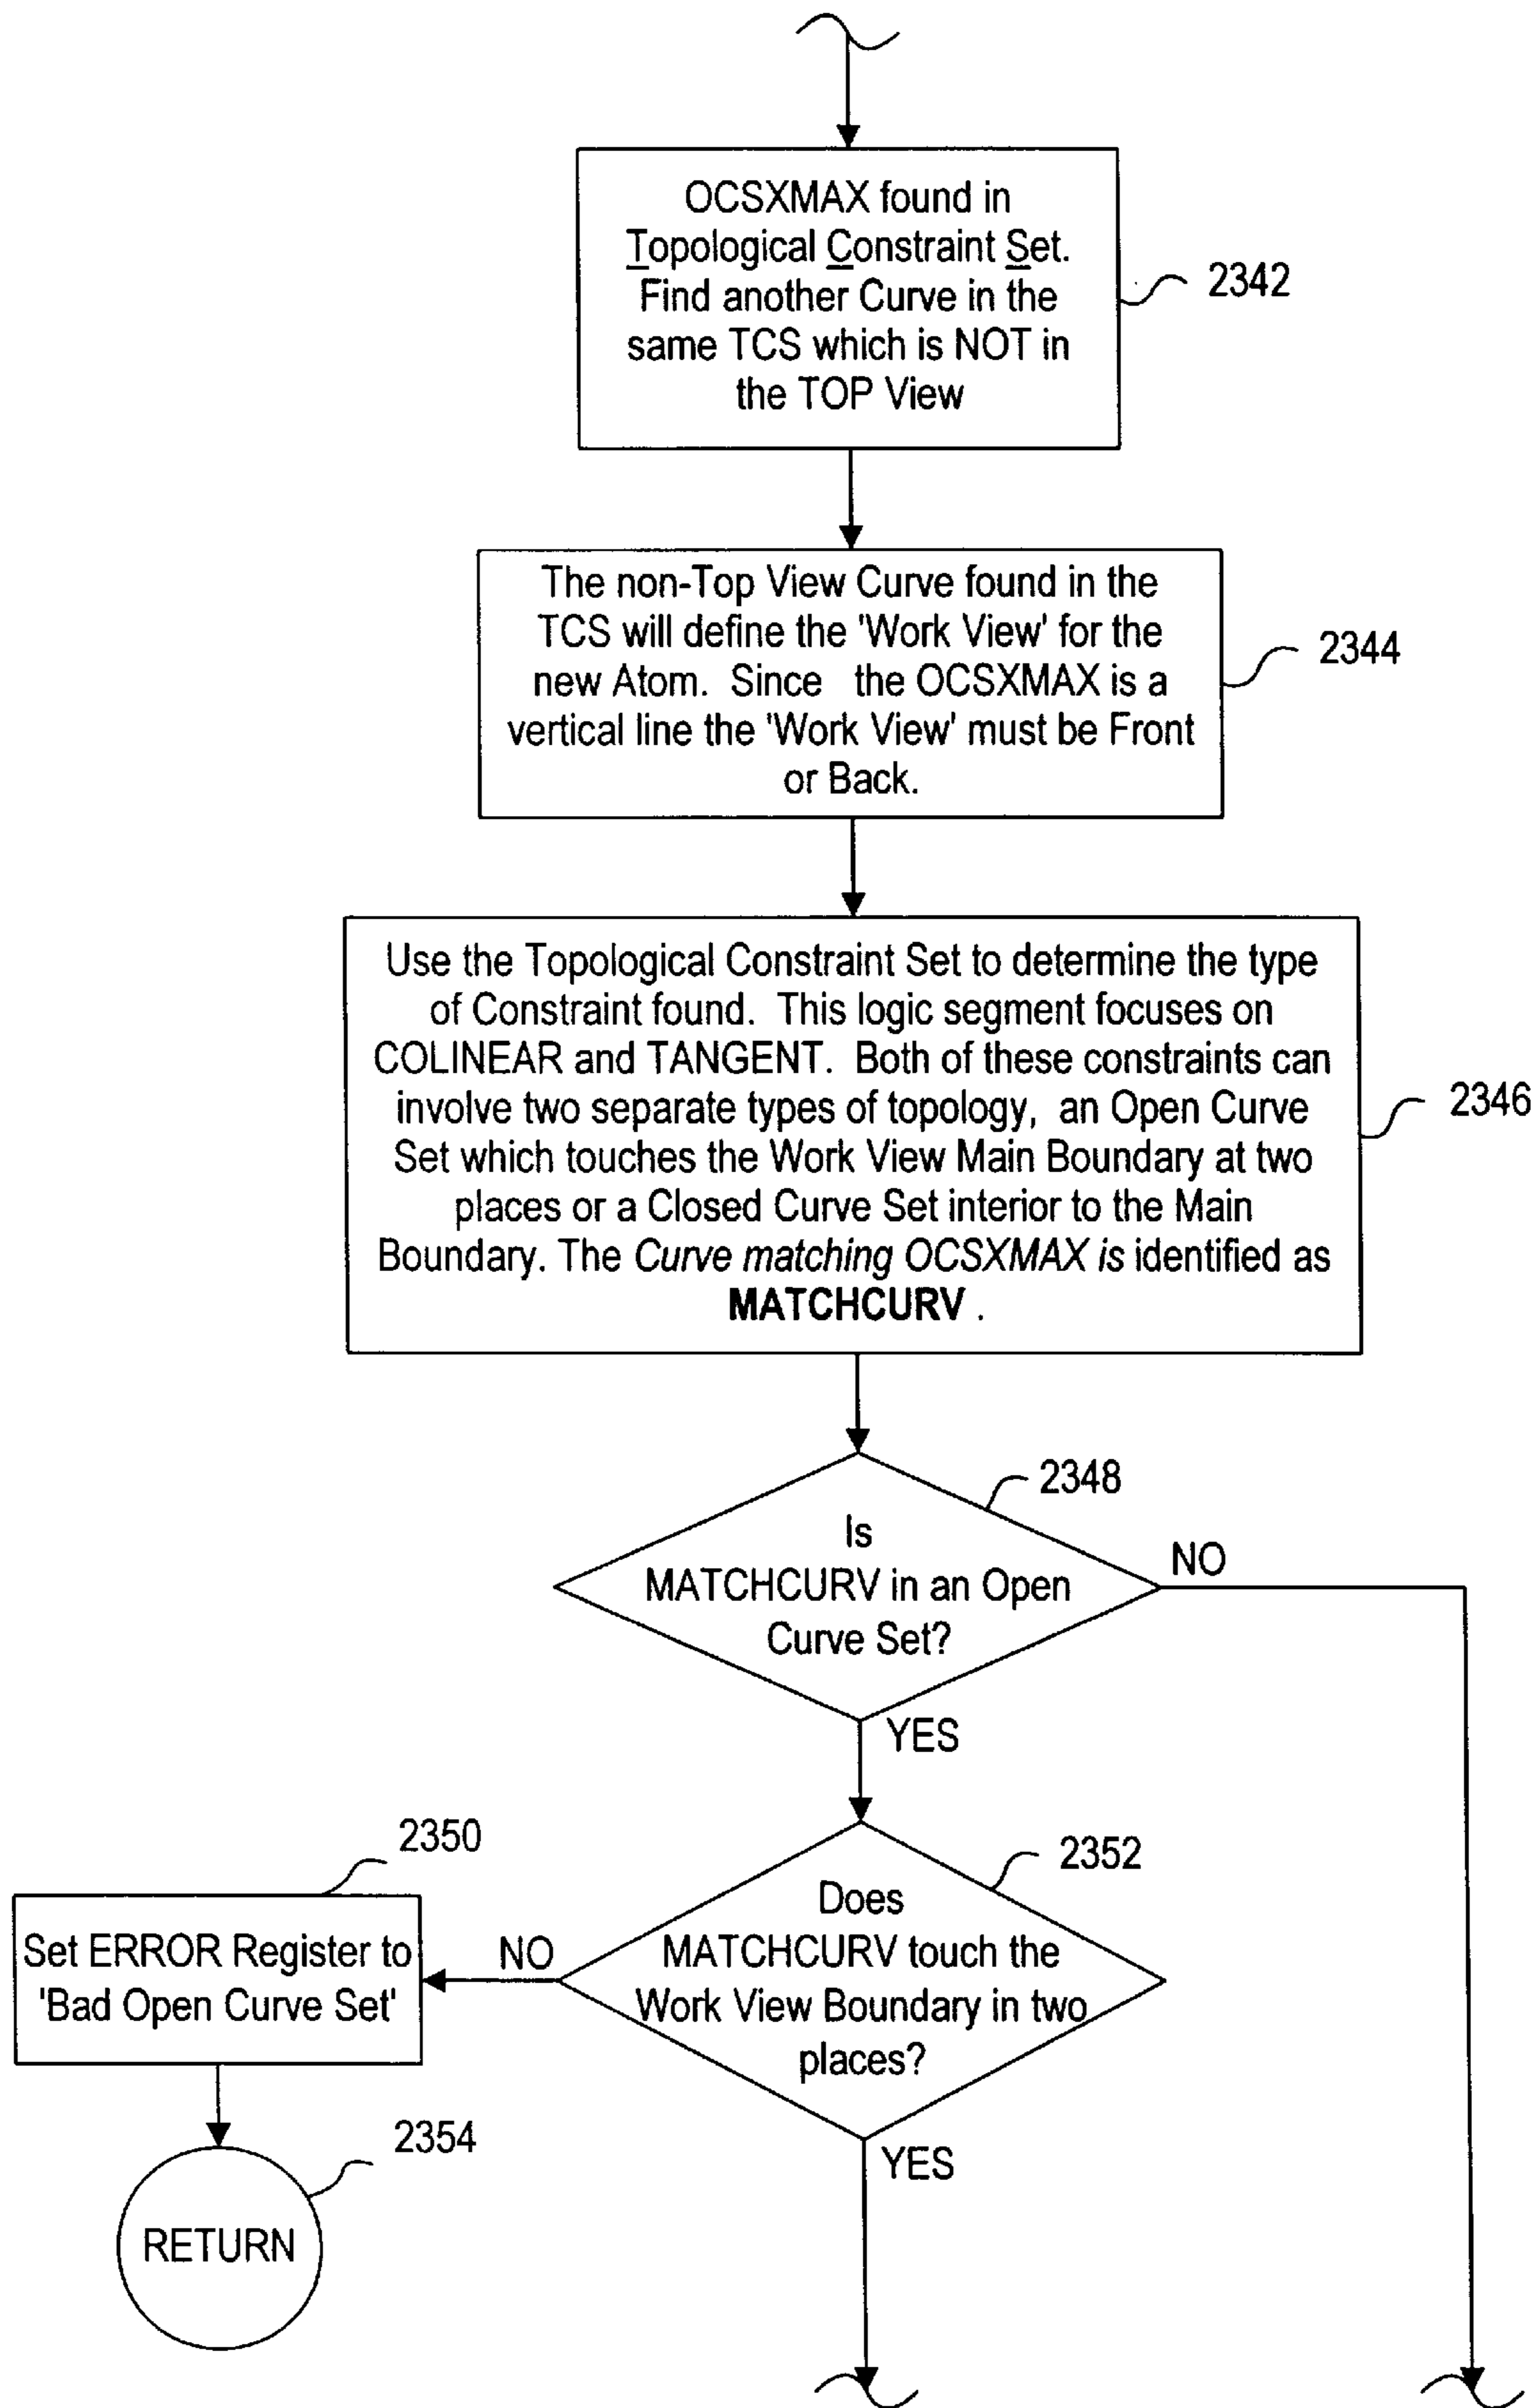 OCSXMAX found in
Topological Constraint Set.
Find another Curve in the
same TCS which is NOT in
the TOP View
2342
The non-Top View Curve found in the
TCS will define the 'Work View' for the
new Atom. Since the OCSXMAX is a
vertical line the 'Work View' must be Front
or Back.
2344
Use the Topological Constraint Set to determine the type
of Constraint found. This logic segment focuses on
COLINEAR and TANGENT. Both of these constraints can
involve two separate types of topology, an Open Curve
Set which touches the Work View Main Boundary at two
places or a Closed Curve Set interior to the Main
Boundary. The Curve matching OCSXMAX is identified as
MATCHCURV .
2346
2348
Is
MATCHCURV in an Open
Curve Set?
NO
YES
2350
Set ERROR Register to
'Bad Open Curve Set'
NO
2352
Does
MATCHCURV touch the
Work View Boundary in two
places?
YES
2354
RETURN